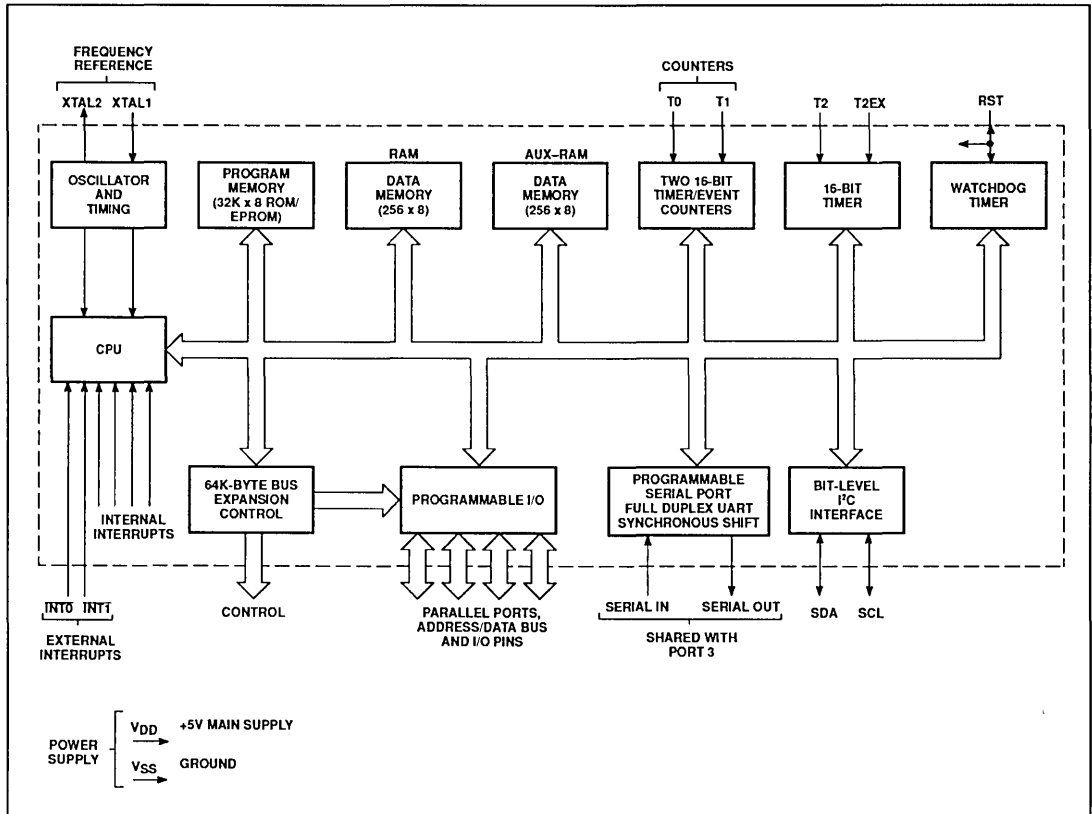 FREQUENCY
REFERENCE
XTAL2 XTAL1
COUNTERS
T0 T1
T2 T2EX
RST
OSCILLATOR
AND
TIMING
PROGRAM
MEMORY
(32K x 8 ROM/
EPROM)
RAM
DATA
MEMORY
(256 x 8)
AUX–RAM
DATA
MEMORY
(256 x 8)
TWO 16-BIT
TIMER/EVENT
COUNTERS
16-BIT
TIMER
WATCHDOG
TIMER
CPU
INTERNAL
INTERRUPTS
64K-BYTE BUS
EXPANSION
CONTROL
PROGRAMMABLE I/O
PROGRAMMABLE
SERIAL PORT
FULL DUPLEX UART
SYNCHRONOUS SHIFT
BIT-LEVEL
I²C
INTERFACE
INT0 INT1
EXTERNAL
INTERRUPTS
CONTROL
PARALLEL PORTS,
ADDRESS/DATA BUS
AND I/O PINS
SERIAL IN SERIAL OUT
SHARED WITH
PORT 3
SDA SCL
POWER
SUPPLY
VDD +5V MAIN SUPPLY
VSS GROUND